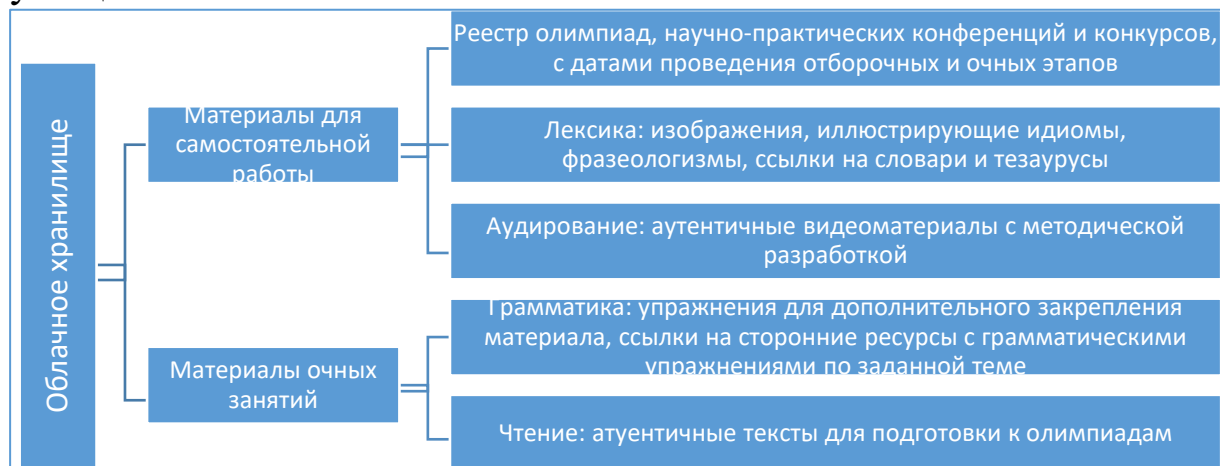 Облачное хранилище
Материалы для
самостоятельной
работы
Реестр олимпиад, научно-практических конференций и конкурсов,
с датами проведения отборочных и очных этапов
Лексика: изображения, иллюстрирующие идиомы,
фразеологизмы, ссылки на словари и тезаурусы
Аудирование: аутентичные видеоматериалы с методической
разработкой
Материалы очных
занятий
Грамматика: упражнения для дополнительного закрепления
материала, ссылки на сторонние ресурсы с грамматическими
упражнениями по заданной теме
Чтение: атуентичные тексты для подготовки к олимпиадам